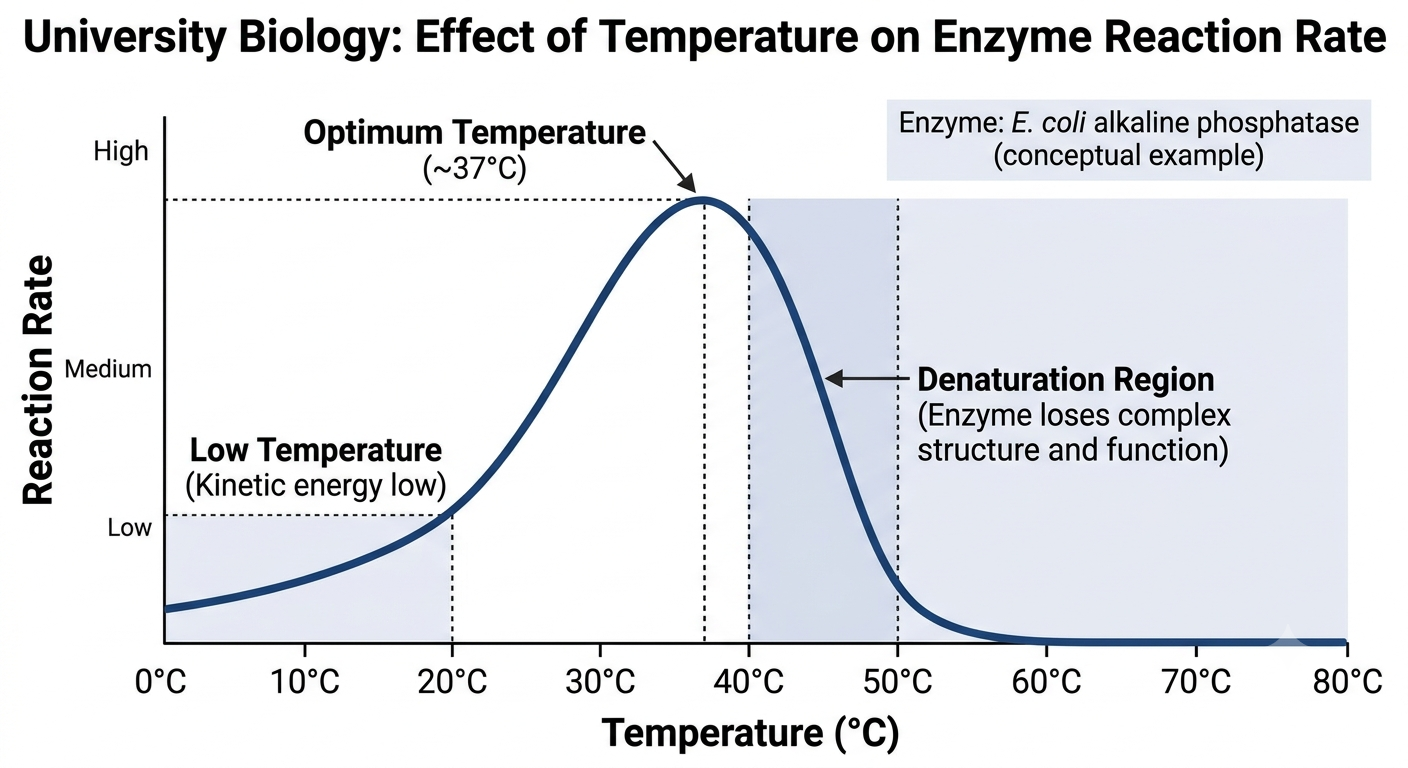 University Biology: Effect of Temperature on Enzyme Reaction Rate
Enzyme: E. coli alkaline phosphatase
(conceptual example)
Optimum Temperature
(~37°C)
High
Medium
Low
Reaction Rate
Low Temperature
(Kinetic energy low)
Denaturation Region
(Enzyme loses complex
structure and function)
0°C 10°C 20°C 30°C 40°C 50°C 60°C 70°C 80°C
Temperature (°C)